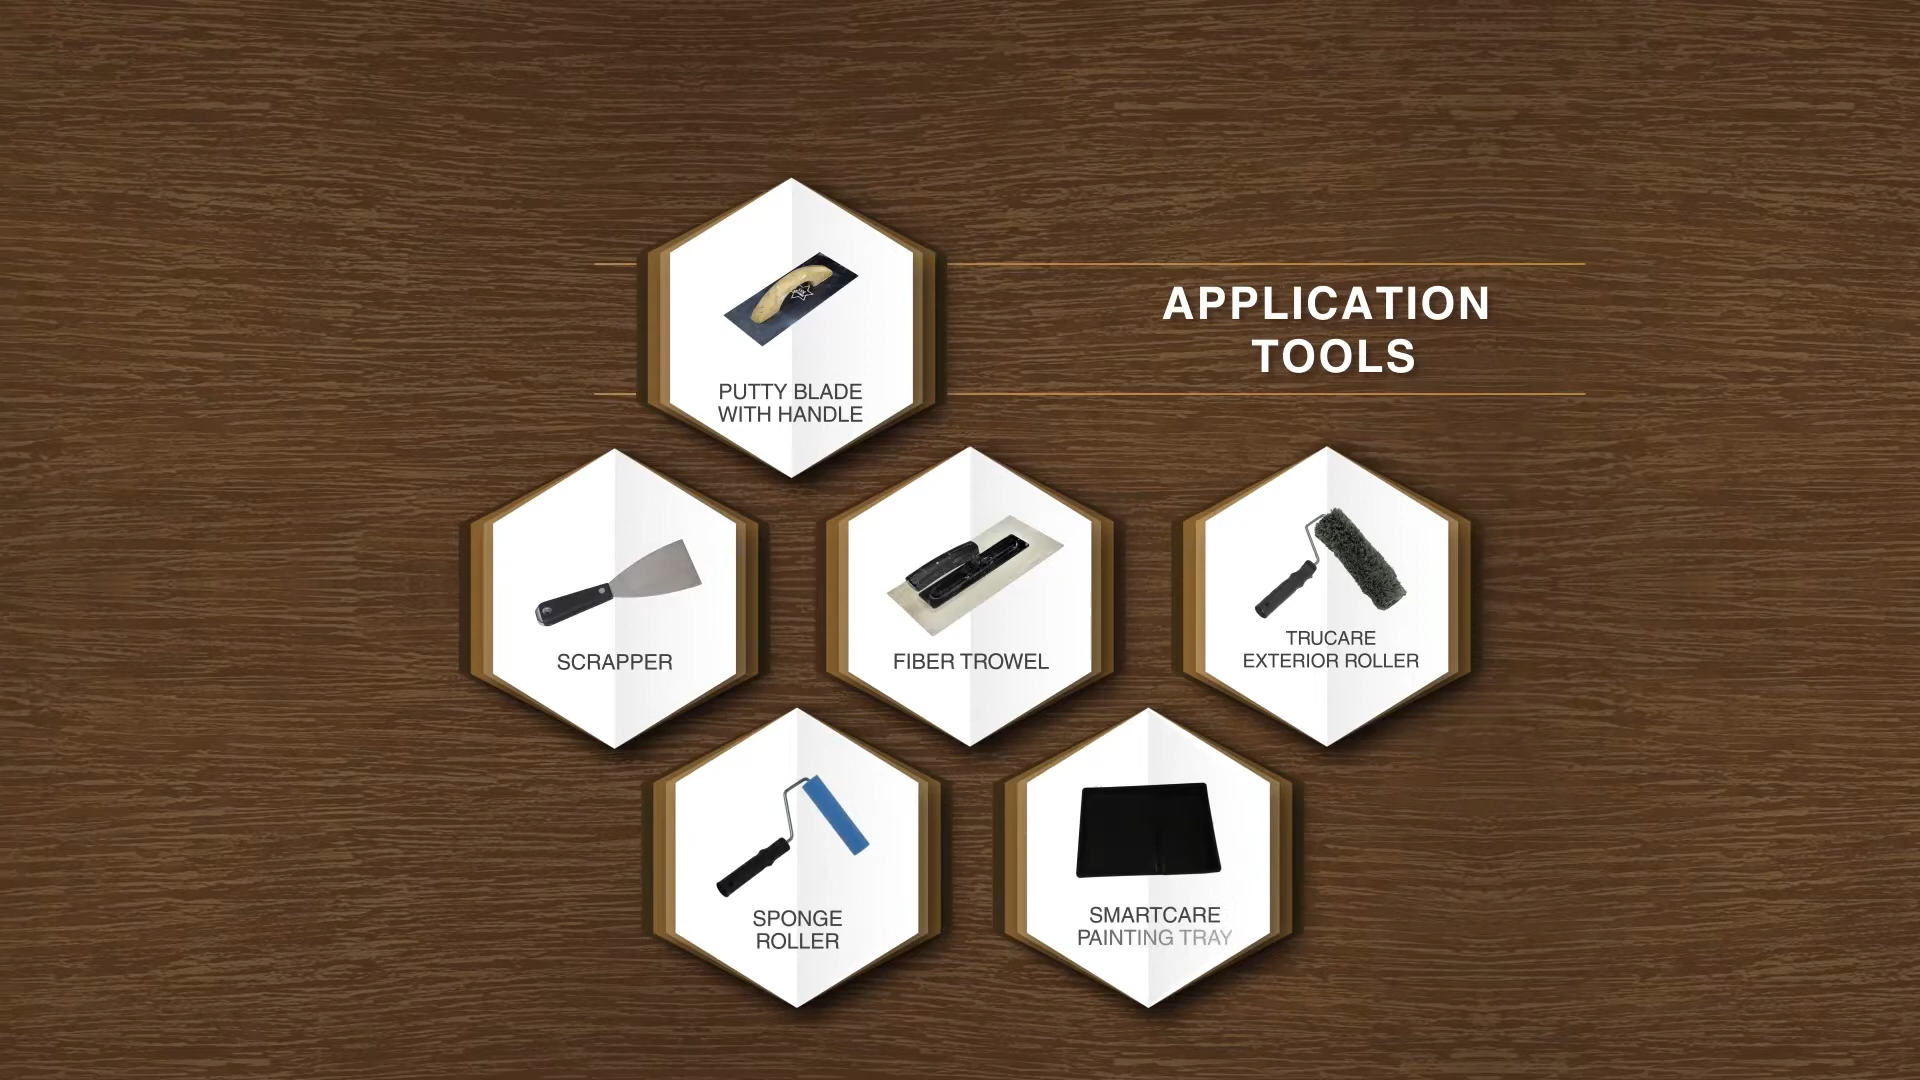 APPLICATION
TOOLS
PUTTY BLADE
WITH HANDLE
SCRAPPER
FIBER TROWEL
TRUCARE
EXTERIOR ROLLER
SPONGE
ROLLER
SMARTCARE
PAINTING TRAY